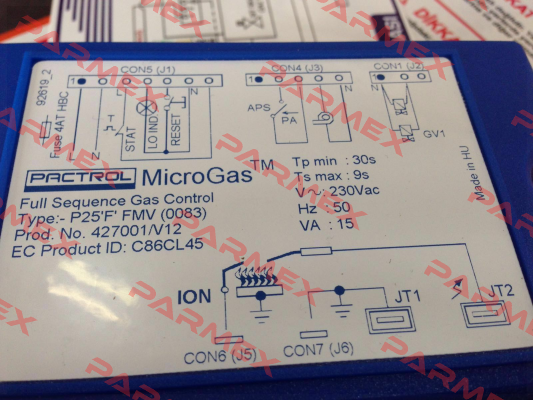 CON5 (J1)
CON4 (J3)
CON1 (J2)
92619_2
Fuse 4AT HBC
1
N
1
N
1
N
L
N
STAT
LO IND
RESET
APS
PA
GV1
Made in HU
PACTROL MicroGas TM
Full Sequence Gas Control
Type:- P25'F' FMV (0083)
Prod. No. 427001/V12
EC Product ID: C86CL45
Tp min : 30s
Ts max : 9s
V~: 230Vac
Hz : 50
VA : 15
ION
JT1
JT2
CON6 (J5)
CON7 (J6)
PARMEX
PARMEX
PARMEX
PARMEX
PARMEX
DİKKAT